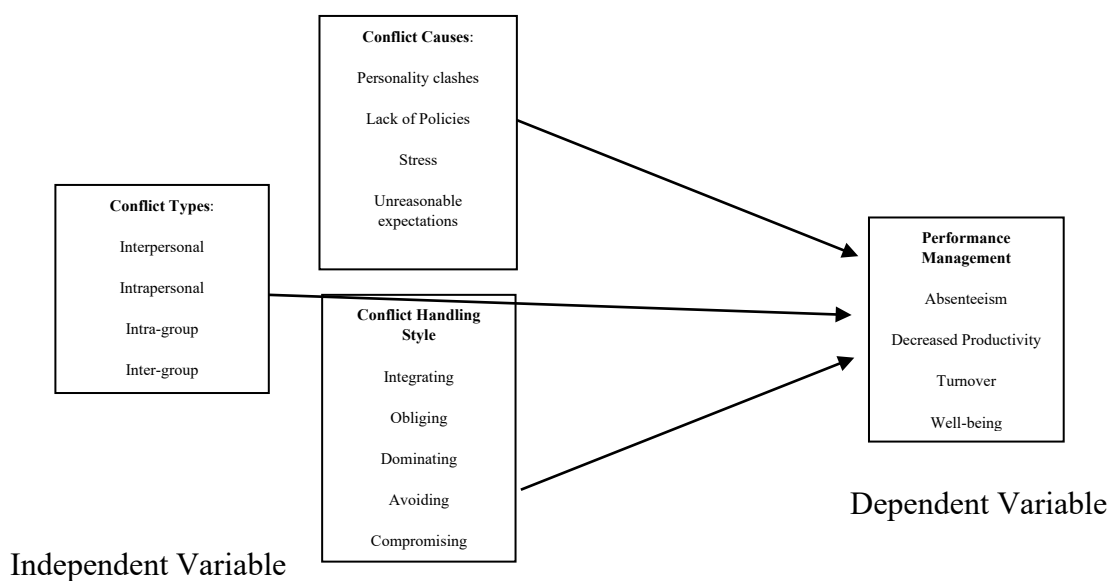 Conflict Causes:
Personality clashes
Lack of Policies
Stress
Unreasonable
expectations
Conflict Types:
Interpersonal
Intrapersonal
Intra-group
Inter-group
Conflict Handling
Style
Integrating
Obliging
Dominating
Avoiding
Compromising
Performance
Management
Absenteeism
Decreased Productivity
Turnover
Well-being
Dependent Variable
Independent Variable